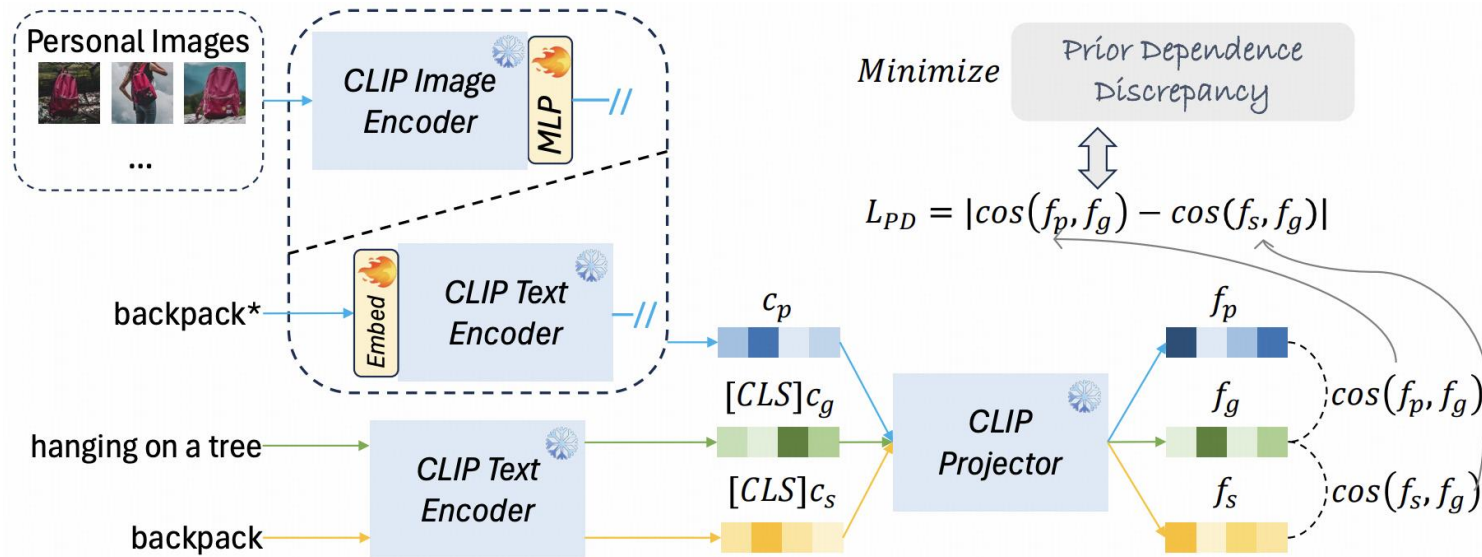 Personal Images
...
CLIP Image
Encoder
MLP
//
backpack*
Embed
CLIP Text
Encoder
//
hanging on a tree
backpack
CLIP Text
Encoder
c_p
[CLS]c_g
[CLS]c_s
CLIP
Projector
f_p
f_g
f_s
cos(f_p, f_g)
cos(f_s, f_g)
Minimize
Prior Dependence
Discrepancy
L_{PD} = |cos(f_p, f_g) − cos(f_s, f_g)|